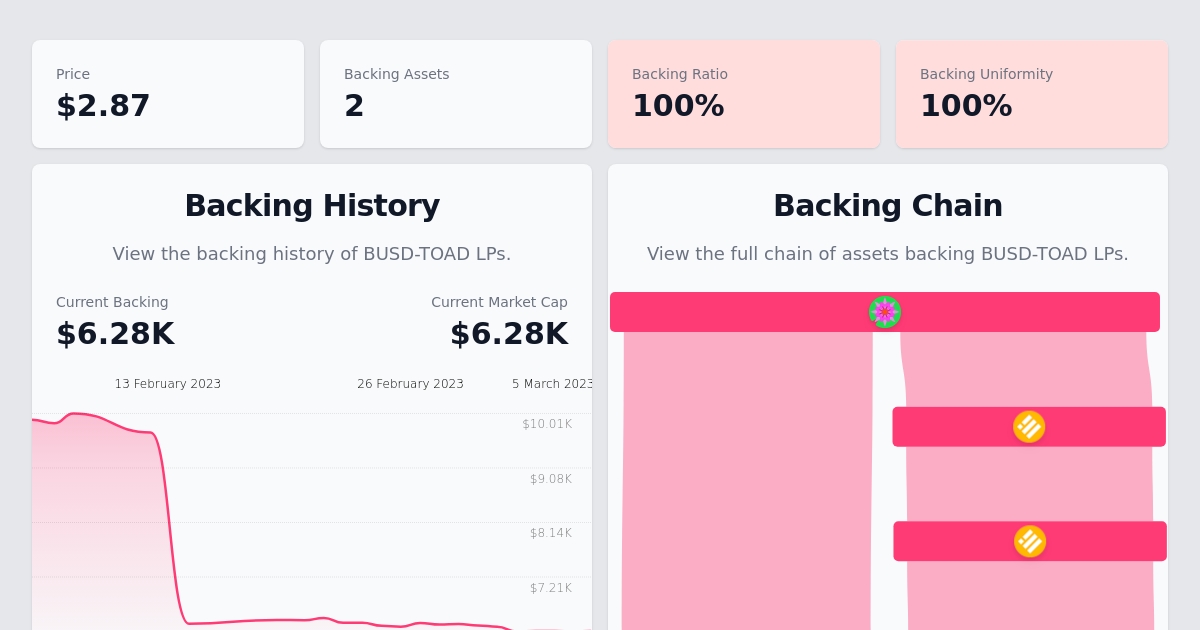 Price
$2.87
Backing Assets
2
Backing Ratio
100%
Backing Uniformity
100%
Backing History
View the backing history of BUSD-TOAD LPs.
Current Backing
$6.28K
Current Market Cap
$6.28K
13 February 2023
26 February 2023
5 March 2023
$10.01K
$9.08K
$8.14K
$7.21K
Backing Chain
View the full chain of assets backing BUSD-TOAD LPs.